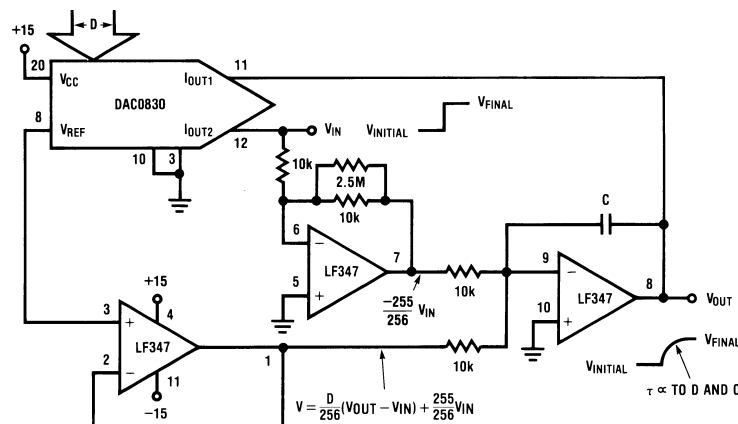 D
+15
20
VCC
IOUT1
11
DAC0830
8
VREF
IOUT2
12
VIN
VINITIAL
VFINAL
10
3
10k
2.5M
10k
C
6
−
7
9
−
8
LF347
LF347
VOUT
5
+
10k
10
+
−255/256 VIN
+15
3
+
4
LF347
1
10k
2
−
11
−15
VINITIAL
VFINAL
τ ∝ TO D AND C
V = D/256 (VOUT − VIN) + 255/256 VIN